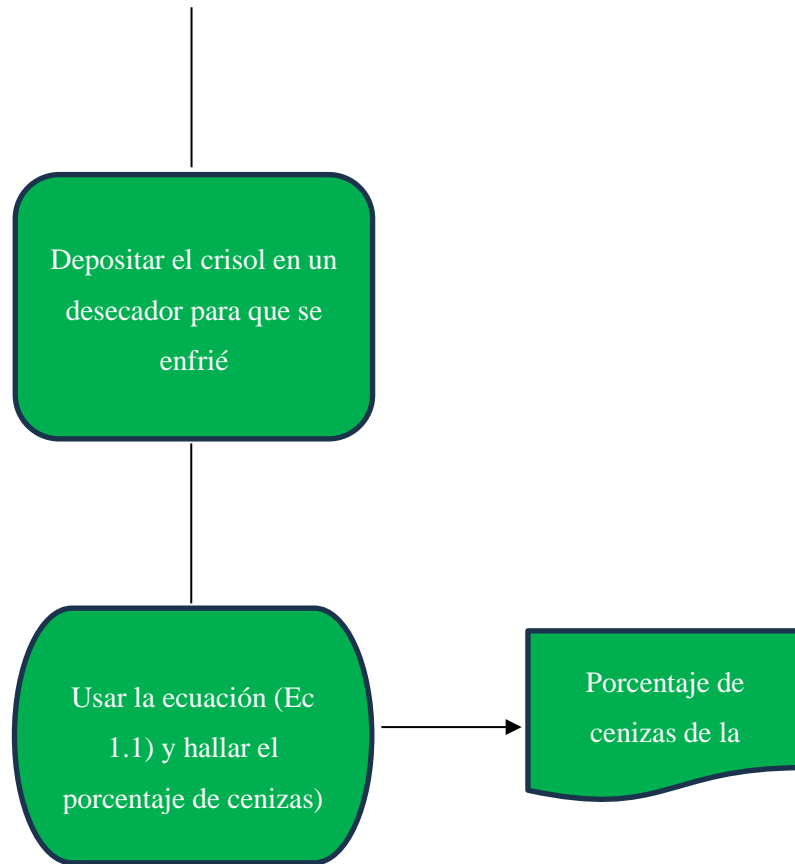 Depositar el crisol en un
desecador para que se
enfrié
Usar la ecuación (Ec
1.1) y hallar el
porcentaje de cenizas)
Porcentaje de
cenizas de la